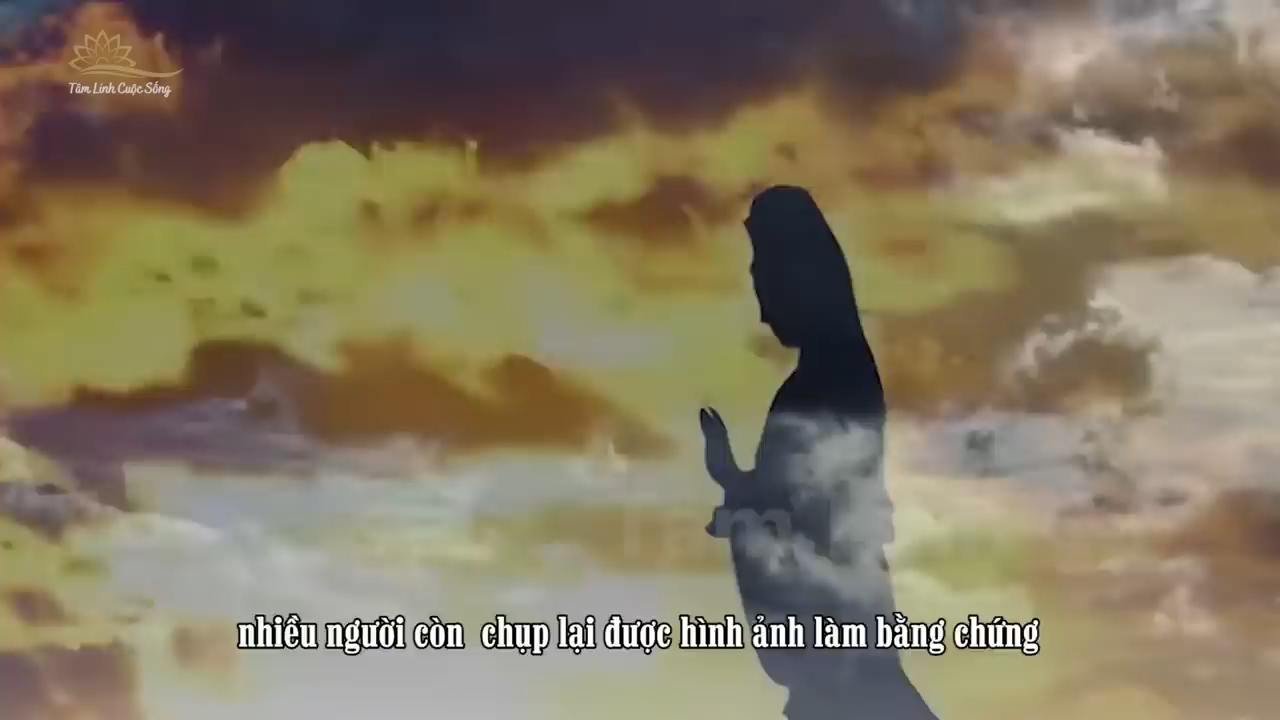 Tâm Linh Cuộc Sống
nhiều người còn chụp lại được hình ảnh làm bằng chứng